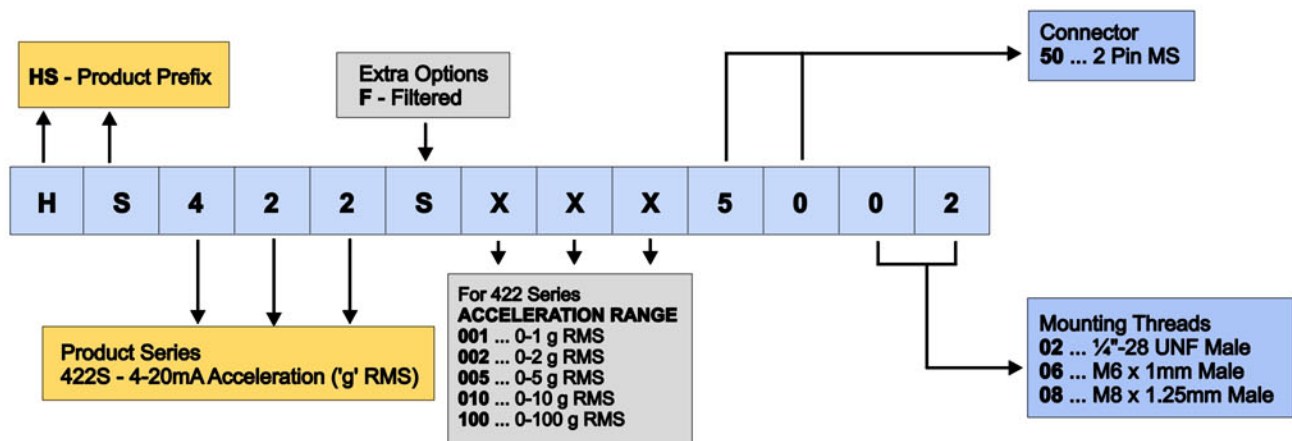 HS - Product Prefix
Extra Options
F - Filtered
Connector
50 ... 2 Pin MS
H S 4 2 2 S X X X 5 0 0 2
Product Series
422S - 4-20mA Acceleration ('g' RMS)
For 422 Series
ACCELERATION RANGE
001 ... 0-1 g RMS
002 ... 0-2 g RMS
005 ... 0-5 g RMS
010 ... 0-10 g RMS
100 ... 0-100 g RMS
Mounting Threads
02 ... ¼"-28 UNF Male
06 ... M6 x 1mm Male
08 ... M8 x 1.25mm Male